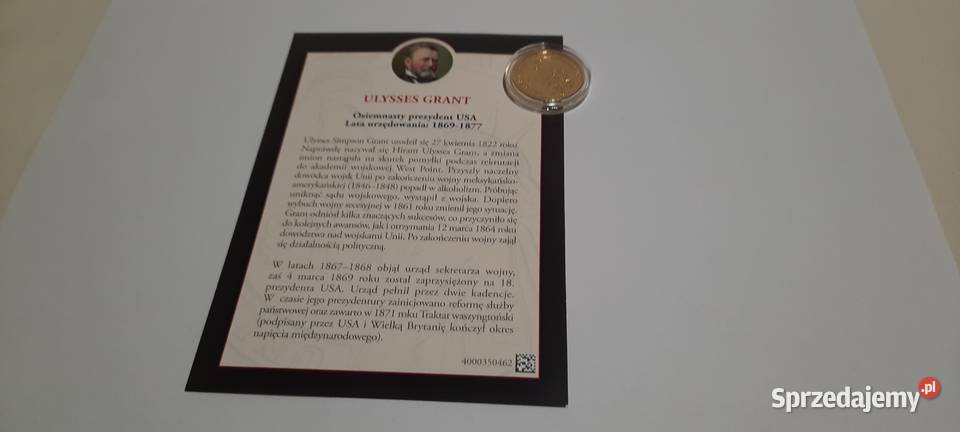 ULYSSES GRANT
Osiemnasty prezydent USA
Lata urzędowania: 1869-1877
Ulysses Simpson Grant urodził się 27 kwietnia 1822 roku.
Naprawdę nazywał się Hiram Ulysses Grant, a zmiana
imion nastąpiła na skutek pomyłki podczas rekrutacji
do akademii wojskowej West Point. Przyszły naczelny
dowódca wojsk Unii po zakończeniu wojny meksykańsko-
amerykańskiej (1846–1848) popadł w alkoholizm. Próbując
uniknąć sądu wojskowego, wystąpił z wojska. Dopiero
wybuch wojny secesyjnej w 1861 roku zmienił jego sytuację.
Grant odniósł kilka znaczących sukcesów, co przyczyniło się
do kolejnych awansów, jak i otrzymania 12 marca 1864 roku
dowództwa nad wojskami Unii. Po zakończeniu wojny zajął
się działalnością polityczną.
W latach 1867–1868 objął urząd sekretarza wojny,
zaś 4 marca 1869 roku został zaprzysiężony na 18.
prezydenta USA. Urząd pełnił przez dwie kadencje.
W czasie jego prezydentury zainicjowano reformę służby
państwowej oraz zawarto w 1871 roku Traktat waszyngtoński
(podpisany przez USA i Wielką Brytanię kończył okres
napięcia międzynarodowego).
4000350462
Sprzedajemy.pl